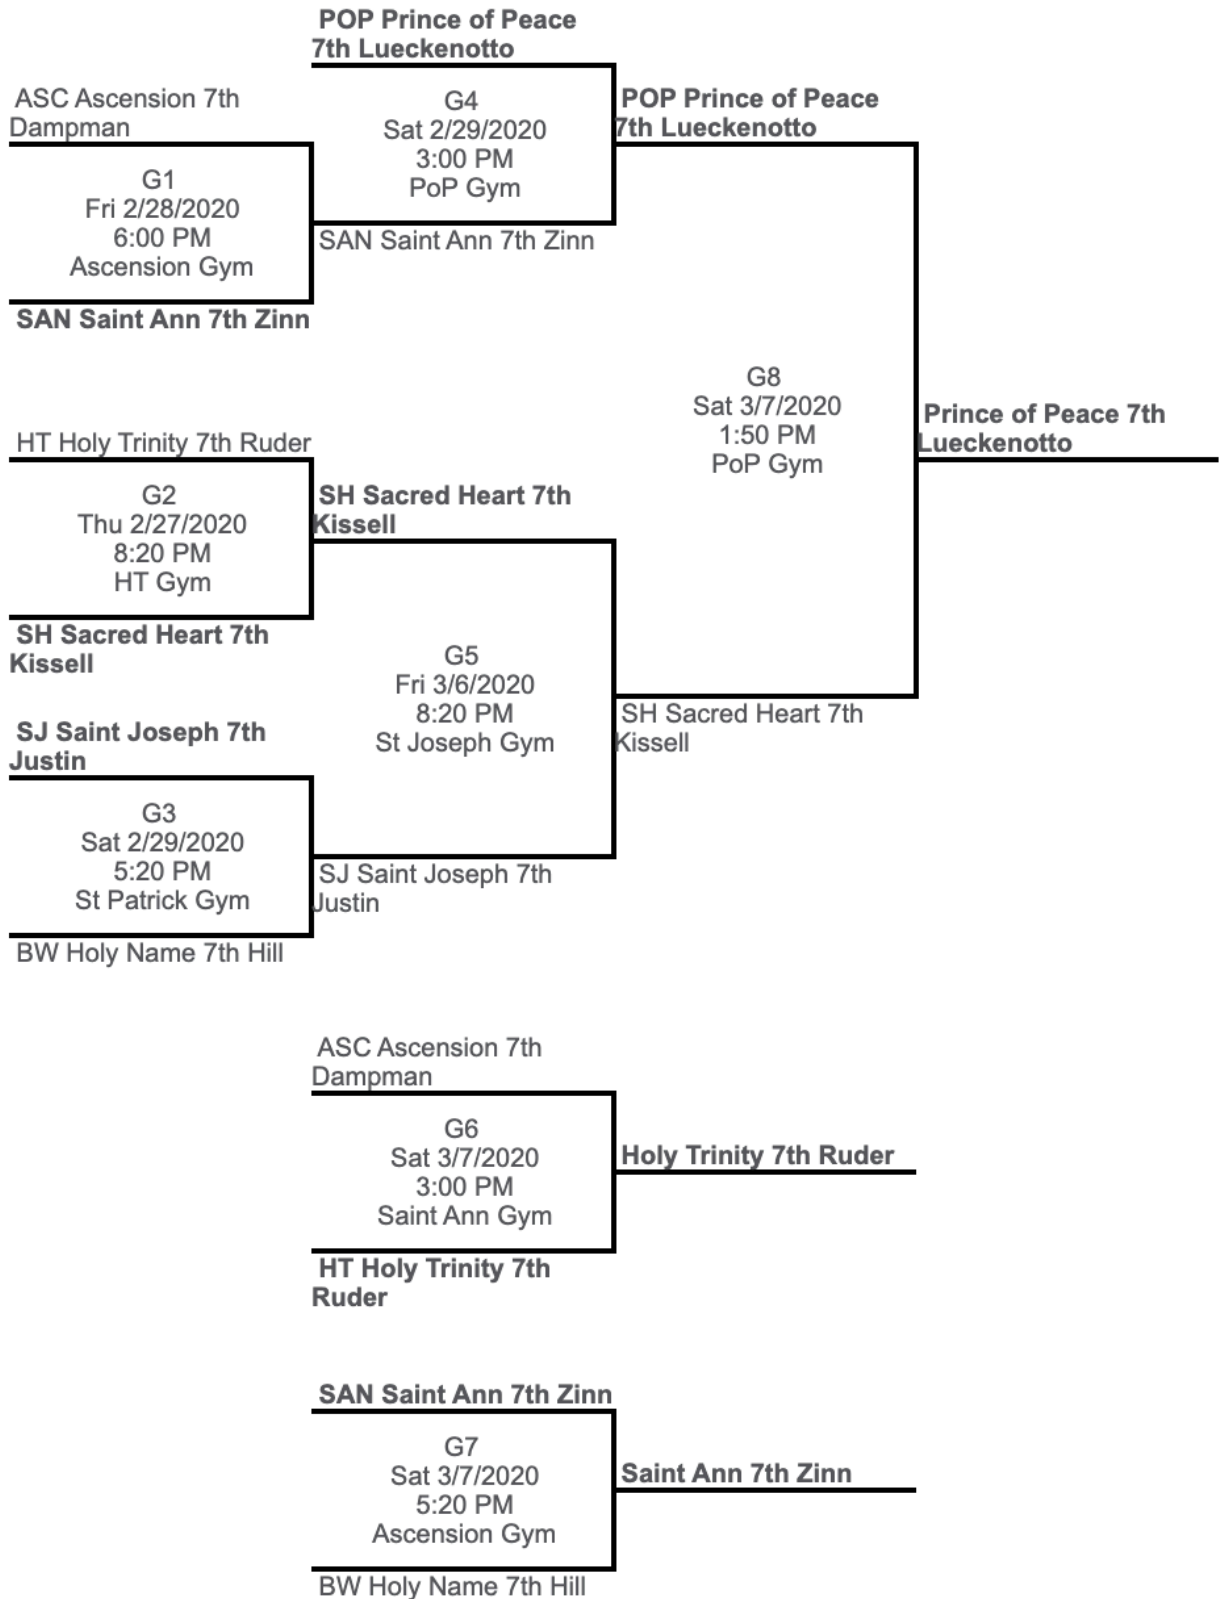 POP Prince of Peace
7th Lueckenotto
ASC Ascension 7th
Dampman
G4
Sat 2/29/2020
3:00 PM
PoP Gym
POP Prince of Peace
7th Lueckenotto
G1
Fri 2/28/2020
6:00 PM
Ascension Gym
SAN Saint Ann 7th Zinn
SAN Saint Ann 7th Zinn
G8
Sat 3/7/2020
1:50 PM
PoP Gym
Prince of Peace 7th
Lueckenotto
HT Holy Trinity 7th Ruder
G2
Thu 2/27/2020
8:20 PM
HT Gym
SH Sacred Heart 7th
Kissell
SH Sacred Heart 7th
Kissell
G5
Fri 3/6/2020
8:20 PM
St Joseph Gym
SH Sacred Heart 7th
Kissell
SJ Saint Joseph 7th
Justin
G3
Sat 2/29/2020
5:20 PM
St Patrick Gym
SJ Saint Joseph 7th
Justin
BW Holy Name 7th Hill
ASC Ascension 7th
Dampman
G6
Sat 3/7/2020
3:00 PM
Saint Ann Gym
Holy Trinity 7th Ruder
HT Holy Trinity 7th
Ruder
SAN Saint Ann 7th Zinn
G7
Sat 3/7/2020
5:20 PM
Ascension Gym
Saint Ann 7th Zinn
BW Holy Name 7th Hill